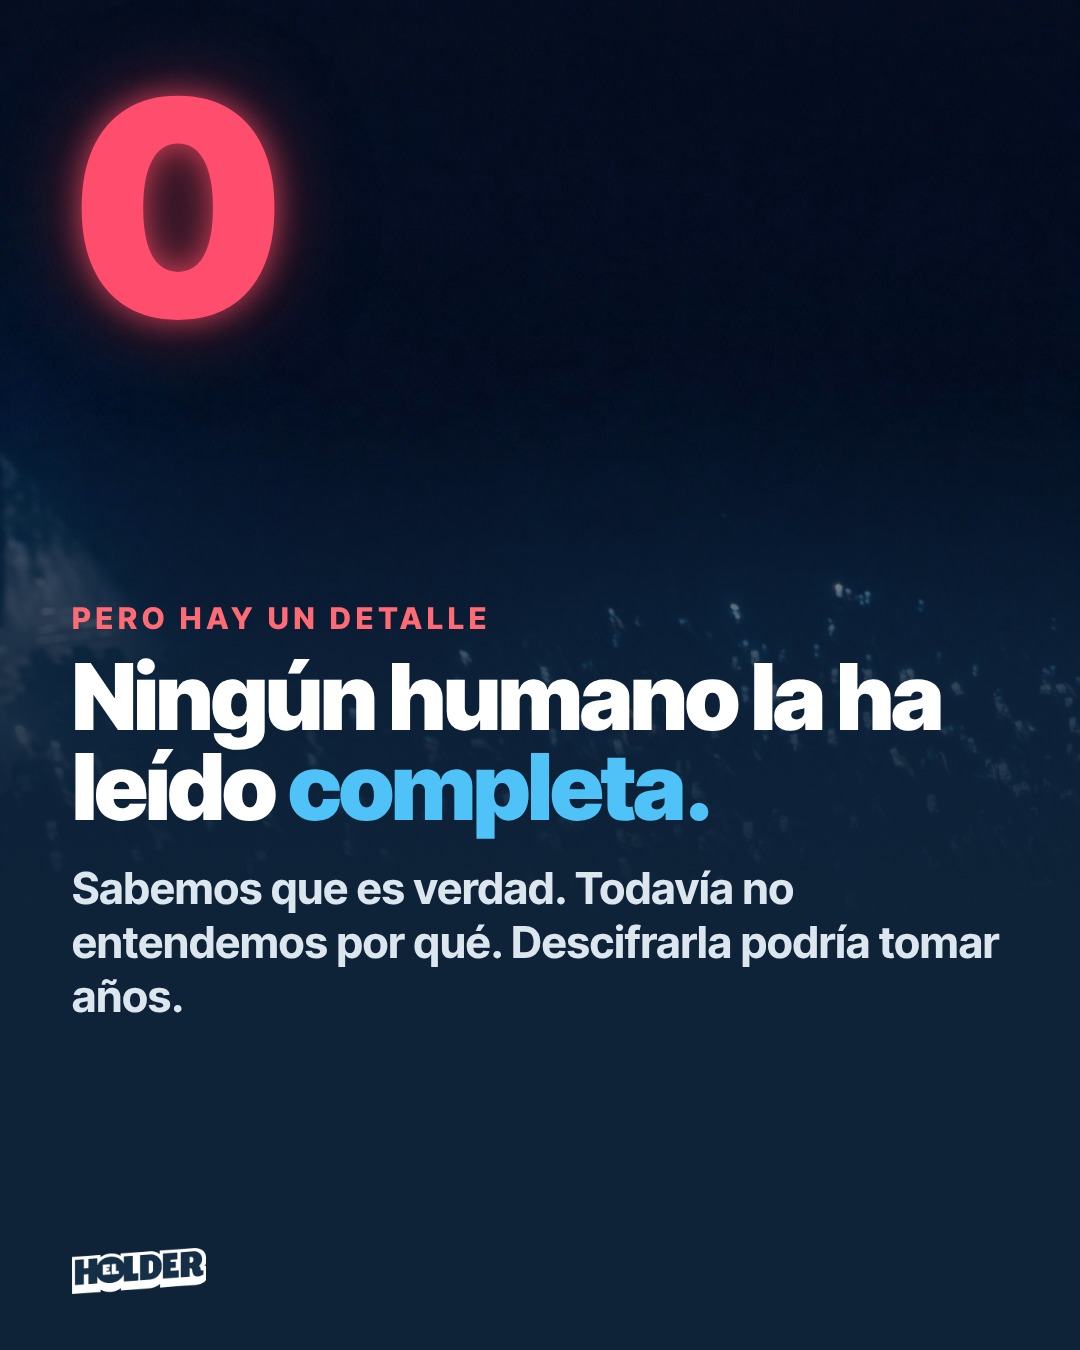 0
PERO HAY UN DETALLE
Ningún humano la ha
leído completa.
Sabemos que es verdad. Todavía no
entendemos por qué. Descifrarla podría tomar
años.
EL HOLDER